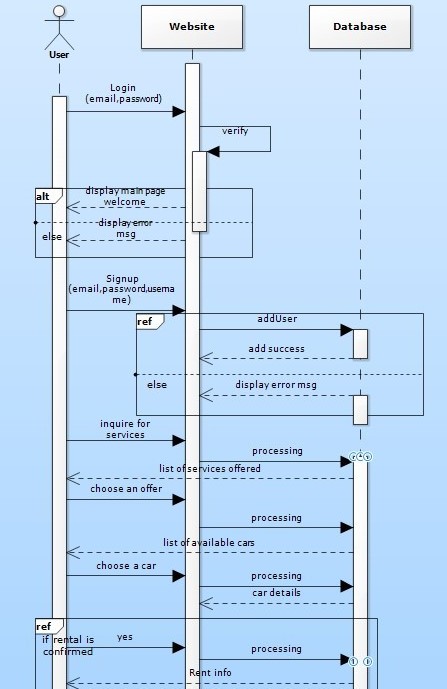 User
Website
Database
Login
(email,password)
verify
alt
display main page
welcome
display error
msg
else
Signup
(email,password,userna
me)
ref
addUser
add success
else
display error msg
inquire for
services
processing
list of services offered
choose an offer
processing
list of available cars
choose a car
processing
car details
ref
if rental is
confirmed
yes
processing
Rent info